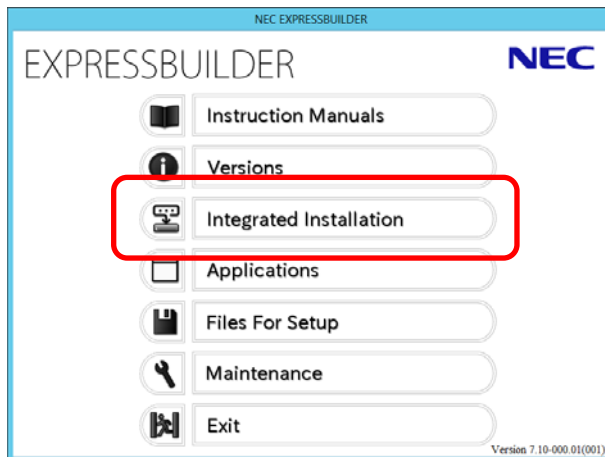 NEC EXPRESSBUILDER
EXPRESSBUILDER
NEC
Instruction Manuals
Versions
Integrated Installation
Applications
Files For Setup
Maintenance
Exit
Version 7.10-000.01(001)